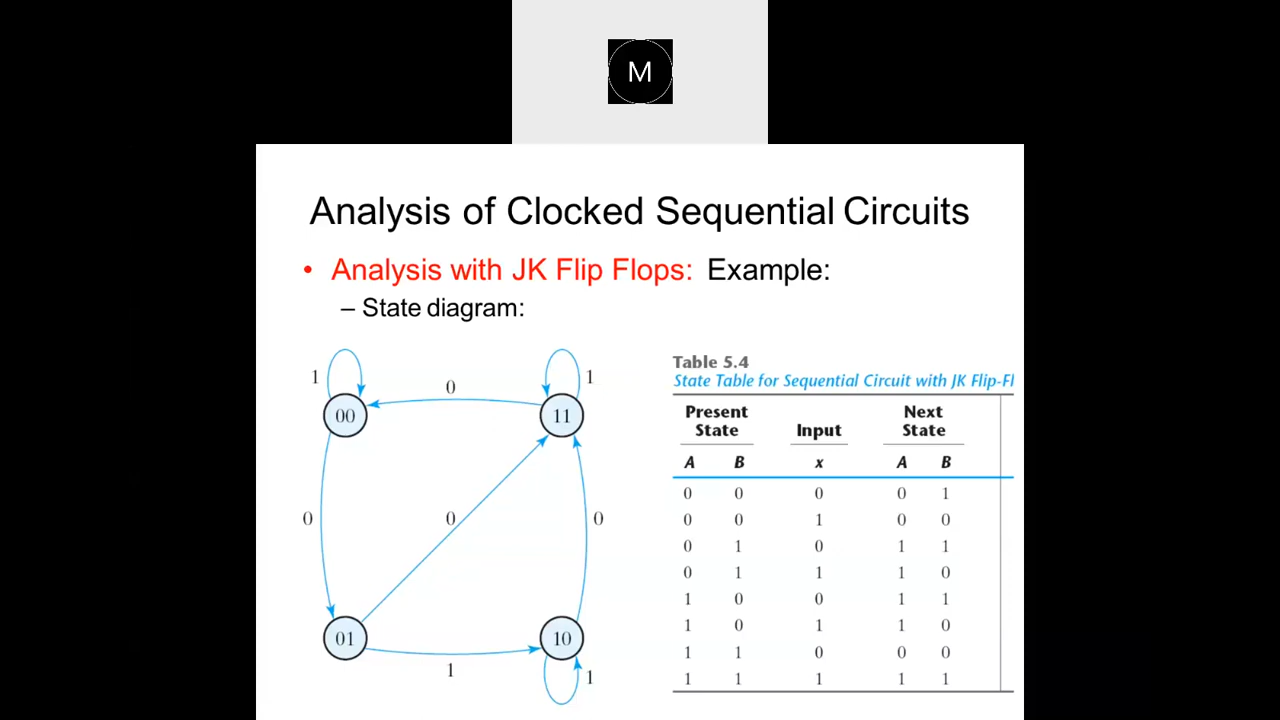 M
Analysis of Clocked Sequential Circuits
• Analysis with JK Flip Flops: Example:
– State diagram:
1
0
1
00
11
0
0
0
01
10
1
1
Table 5.4
State Table for Sequential Circuit with JK Flip-Fl
Present State Input Next State
A B x A B
0 0 0 0 1
0 0 1 0 0
0 1 0 1 1
0 1 1 1 0
1 0 0 1 1
1 0 1 1 0
1 1 0 0 0
1 1 1 1 1